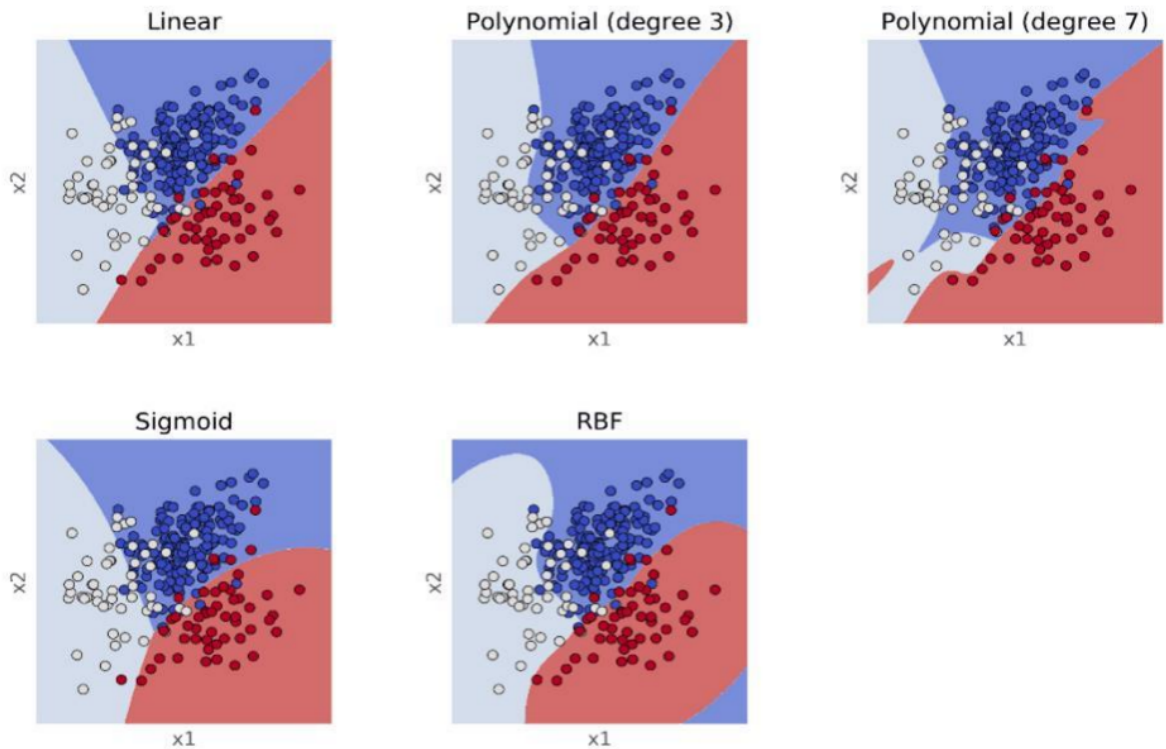 Linear
Polynomial (degree 3)
Polynomial (degree 7)
x2
x2
x2
x1
x1
x1
Sigmoid
RBF
x2
x2
x1
x1